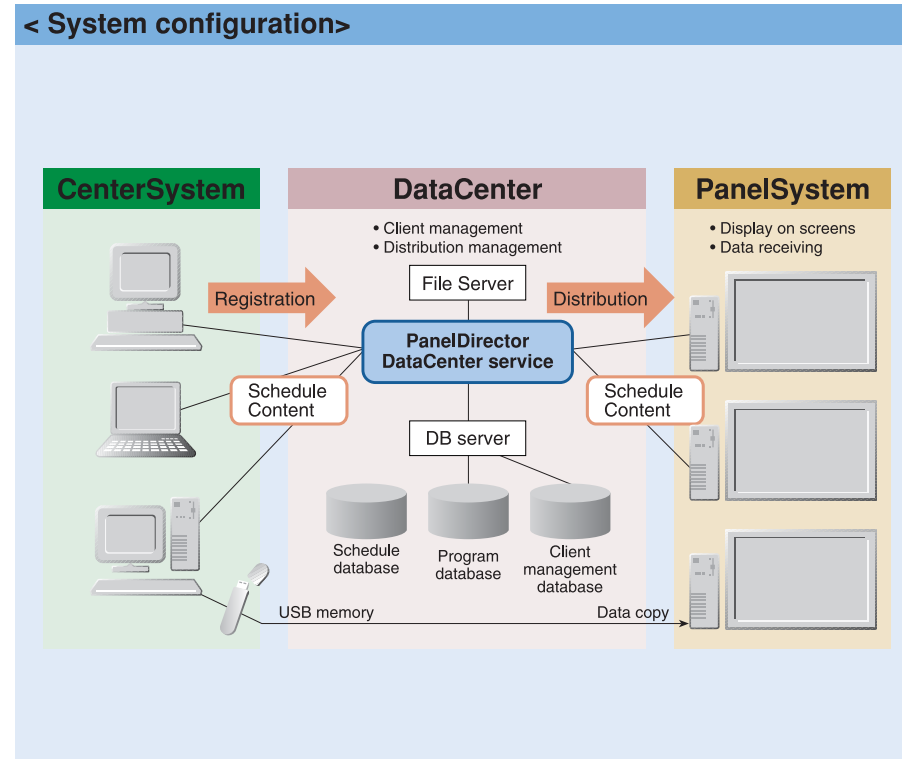 < System configuration>
CenterSystem
DataCenter
PanelSystem
• Client management
• Distribution management
• Display on screens
• Data receiving
Registration
File Server
Distribution
PanelDirector
DataCenter service
Schedule
Content
Schedule
Content
DB server
Schedule
database
Program
database
Client
management
database
USB memory
Data copy